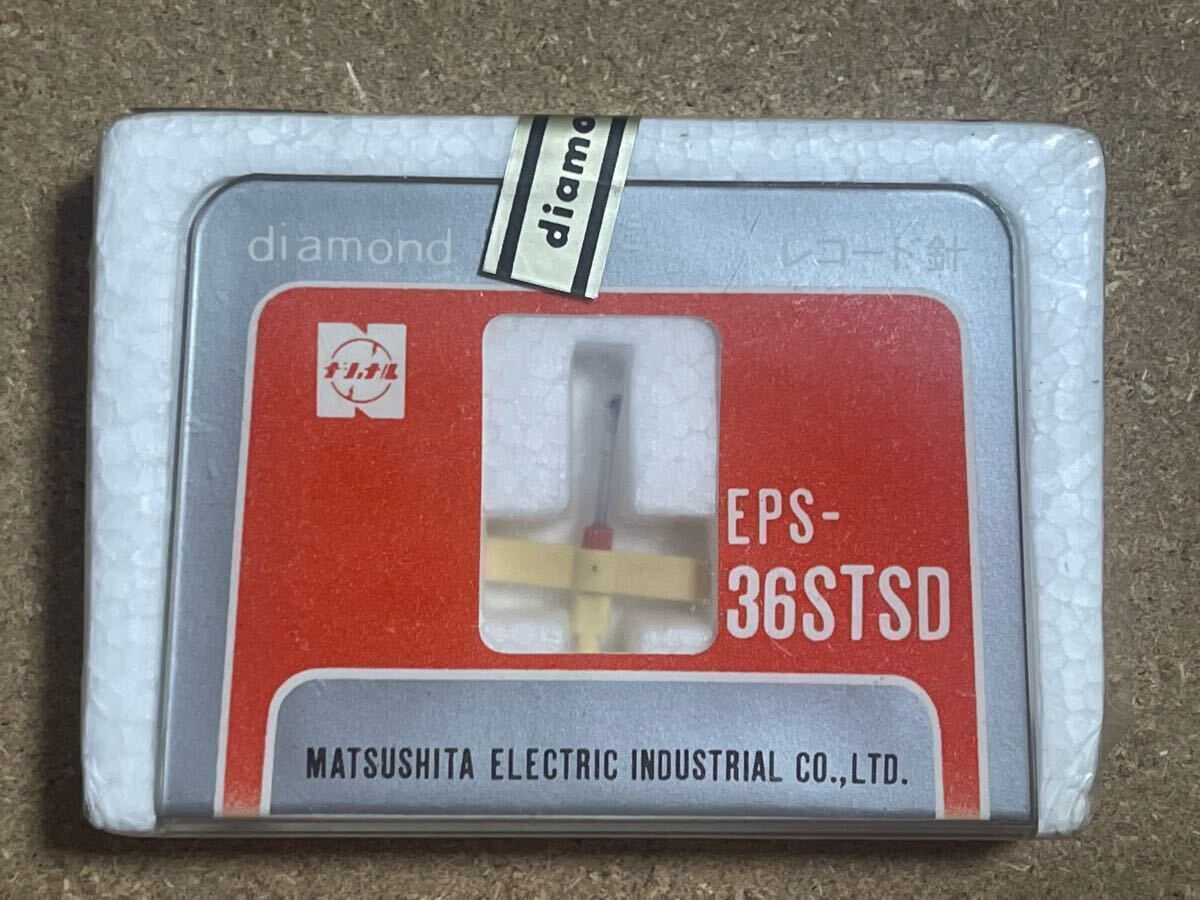 diamo
diamond
レコード針
ナショナル
EPS-
36STSD
MATSUSHITA ELECTRIC INDUSTRIAL CO.,LTD.